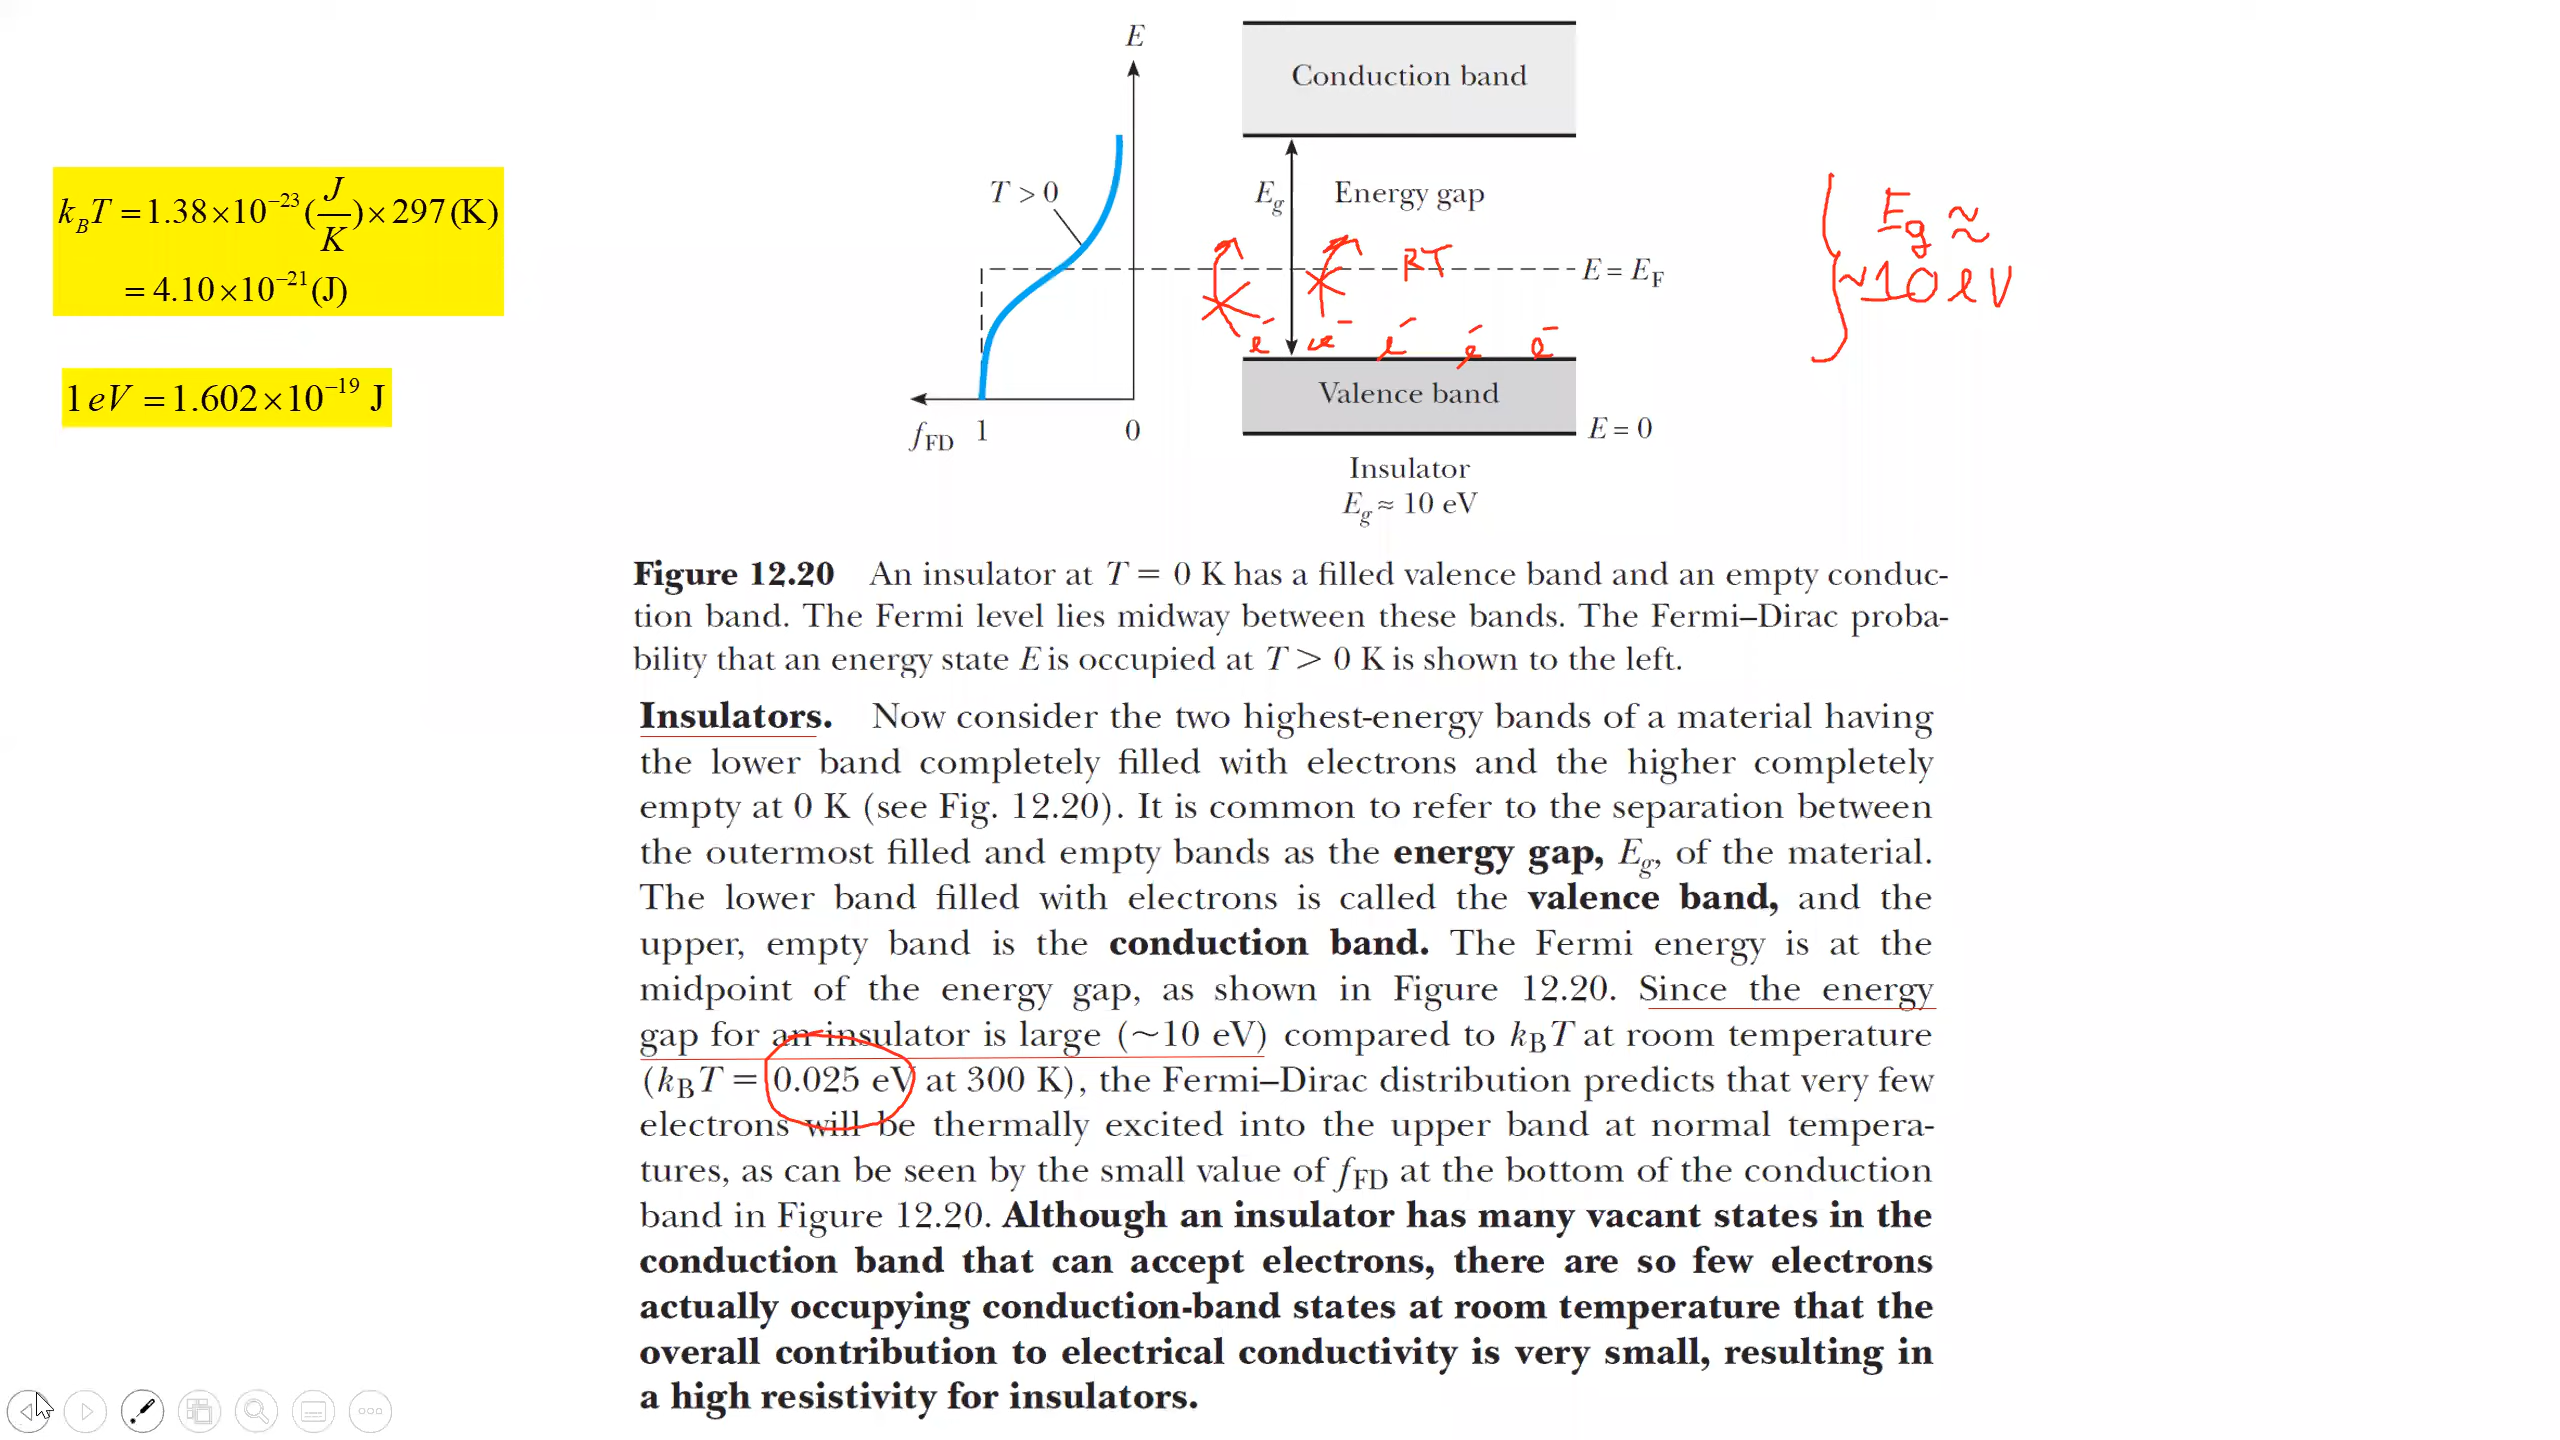 k_B T = 1.38×10⁻²³ (J/K) × 297 (K)
= 4.10×10⁻²¹ (J)
1 eV = 1.602×10⁻¹⁹ J
E
Conduction band
T > 0
E_g
Energy gap
RT
E = E_F
e⁻ e⁻ e⁻ e⁻ e⁻
Valence band
f_FD 1 0
E = 0
Insulator
E_g ≈ 10 eV
E_g ≈
~10 eV
Figure 12.20 An insulator at T = 0 K has a filled valence band and an empty conduc-
tion band. The Fermi level lies midway between these bands. The Fermi–Dirac proba-
bility that an energy state E is occupied at T > 0 K is shown to the left.
Insulators. Now consider the two highest-energy bands of a material having
the lower band completely filled with electrons and the higher completely
empty at 0 K (see Fig. 12.20). It is common to refer to the separation between
the outermost filled and empty bands as the energy gap, E_g, of the material.
The lower band filled with electrons is called the valence band, and the
upper, empty band is the conduction band. The Fermi energy is at the
midpoint of the energy gap, as shown in Figure 12.20. Since the energy
gap for an insulator is large (~10 eV) compared to k_B T at room temperature
(k_B T = 0.025 eV at 300 K), the Fermi–Dirac distribution predicts that very few
electrons will be thermally excited into the upper band at normal tempera-
tures, as can be seen by the small value of f_FD at the bottom of the conduction
band in Figure 12.20. Although an insulator has many vacant states in the
conduction band that can accept electrons, there are so few electrons
actually occupying conduction-band states at room temperature that the
overall contribution to electrical conductivity is very small, resulting in
a high resistivity for insulators.